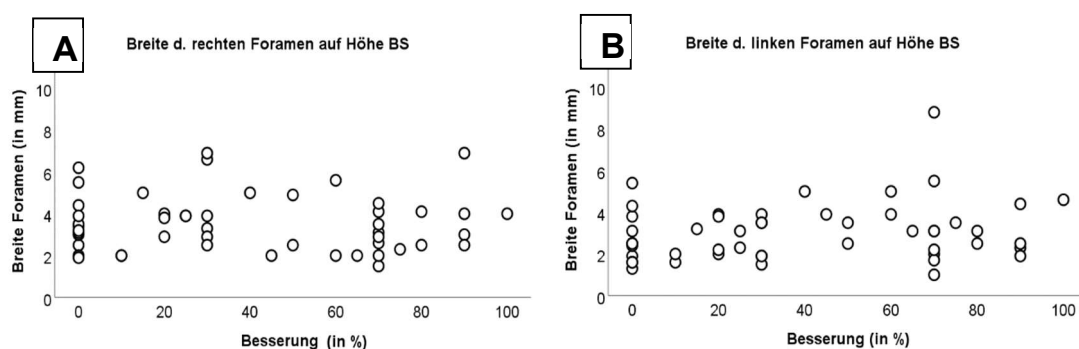 A
Breite d. rechten Foramen auf Höhe BS
Breite Foramen (in mm)
10
8
6
4
2
0
0 20 40 60 80 100
Besserung (in %)
B
Breite d. linken Foramen auf Höhe BS
Breite Foramen (in mm)
10
8
6
4
2
0
0 20 40 60 80 100
Besserung (in %)